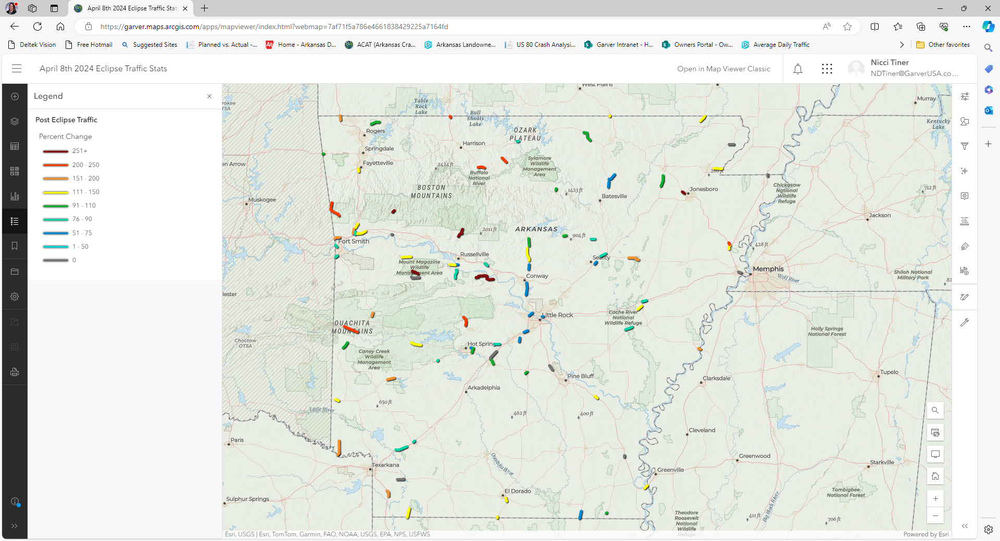 April 8th 2024 Eclipse Traffic Stats
https://garver.maps.arcgis.com/apps/mapviewer/index.html?webmap=7af71f5a786e4661838429225a7164fd
Deltek Vision
Free Hotmail
Suggested Sites
Planned vs. Actual -...
Home - Arkansas D...
ACAT (Arkansas Cra...
Arkansas Landowne...
US 80 Crash Analysi...
Garver Intranet - H...
Owners Portal - Ow...
Average Daily Traffic
Other favorites
April 8th 2024 Eclipse Traffic Stats
Open in Map Viewer Classic
Nicci Tiner
NDTiner@GarverUSA.co...
Legend
Post Eclipse Traffic
Percent Change
251+
200 - 250
151 - 200
111 - 150
91 - 110
76 - 90
51 - 75
1 - 50
0
West Plains
Murray
Table
Rock
Lake
Bull
Shoals
Lake
Kentucky
Lake
rokee
TSA
Rogers
OZARK
PLATEAU
Harrison
Springdale
Fayetteville
en Arrow
2424 ft
Buffalo
National
River
Sylamore
Wildlife
Management
Area
200 ft
BOSTON
MOUNTAINS
1423 ft
Batesville
Jonesboro
Chickasaw
National
Wildlife
Refuge
712 ft
Muskogee
Jackson
ARKANSAS
2011 ft
904 ft
Fort Smith
428 ft
Russellville
Searcy
Mount Magazine
Wildlife
Management Area
Conway
Memphis
Wolf River
Shiloh National
Military Park
82
lester
Little Rock
Cache River
National
Wildlife Refuge
OUACHITA
MOUNTAINS
Holly Springs
National Forest
Choctaw
OTSA
Hot Spring
Caney Creek
Wildlife
Management
Area
Pine Bluff
Clarksdale
Tupelo
Arkadelphia
650 ft
Little River
462 ft
400 ft
Paris
Cleveland
Texarkana
Ouachita River
Greenwood
Starkville
Greenville
El Dorado
Sulphur Springs
Tombigbee
National Forest
Big Black River
Theodore
Roosevelt
National
Wildlife
Refuge
411 ft
706 ft
Esri, USGS | Esri, TomTom, Garmin, FAO, NOAA, USGS, EPA, NPS, USFWS
Powered by Esri